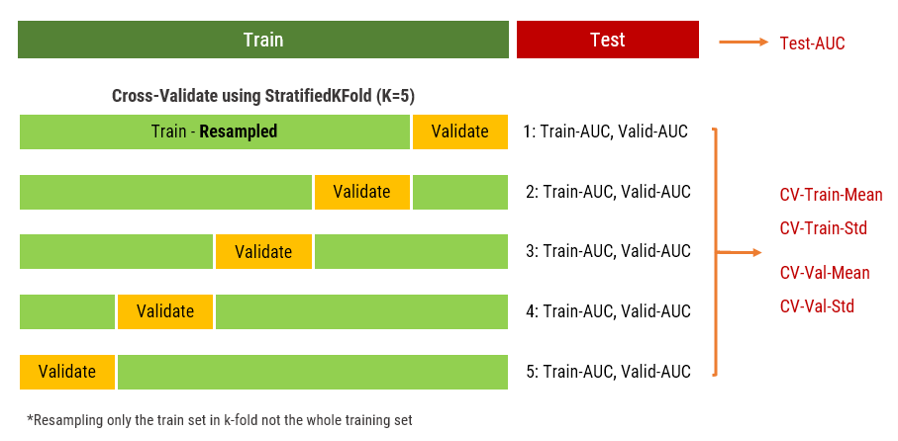 Train
Test
Test-AUC
Cross-Validate using StratifiedKFold (K=5)
Train - Resampled
Validate
1: Train-AUC, Valid-AUC
Validate
2: Train-AUC, Valid-AUC
CV-Train-Mean
CV-Train-Std
Validate
3: Train-AUC, Valid-AUC
CV-Val-Mean
CV-Val-Std
Validate
4: Train-AUC, Valid-AUC
Validate
5: Train-AUC, Valid-AUC
*Resampling only the train set in k-fold not the whole training set